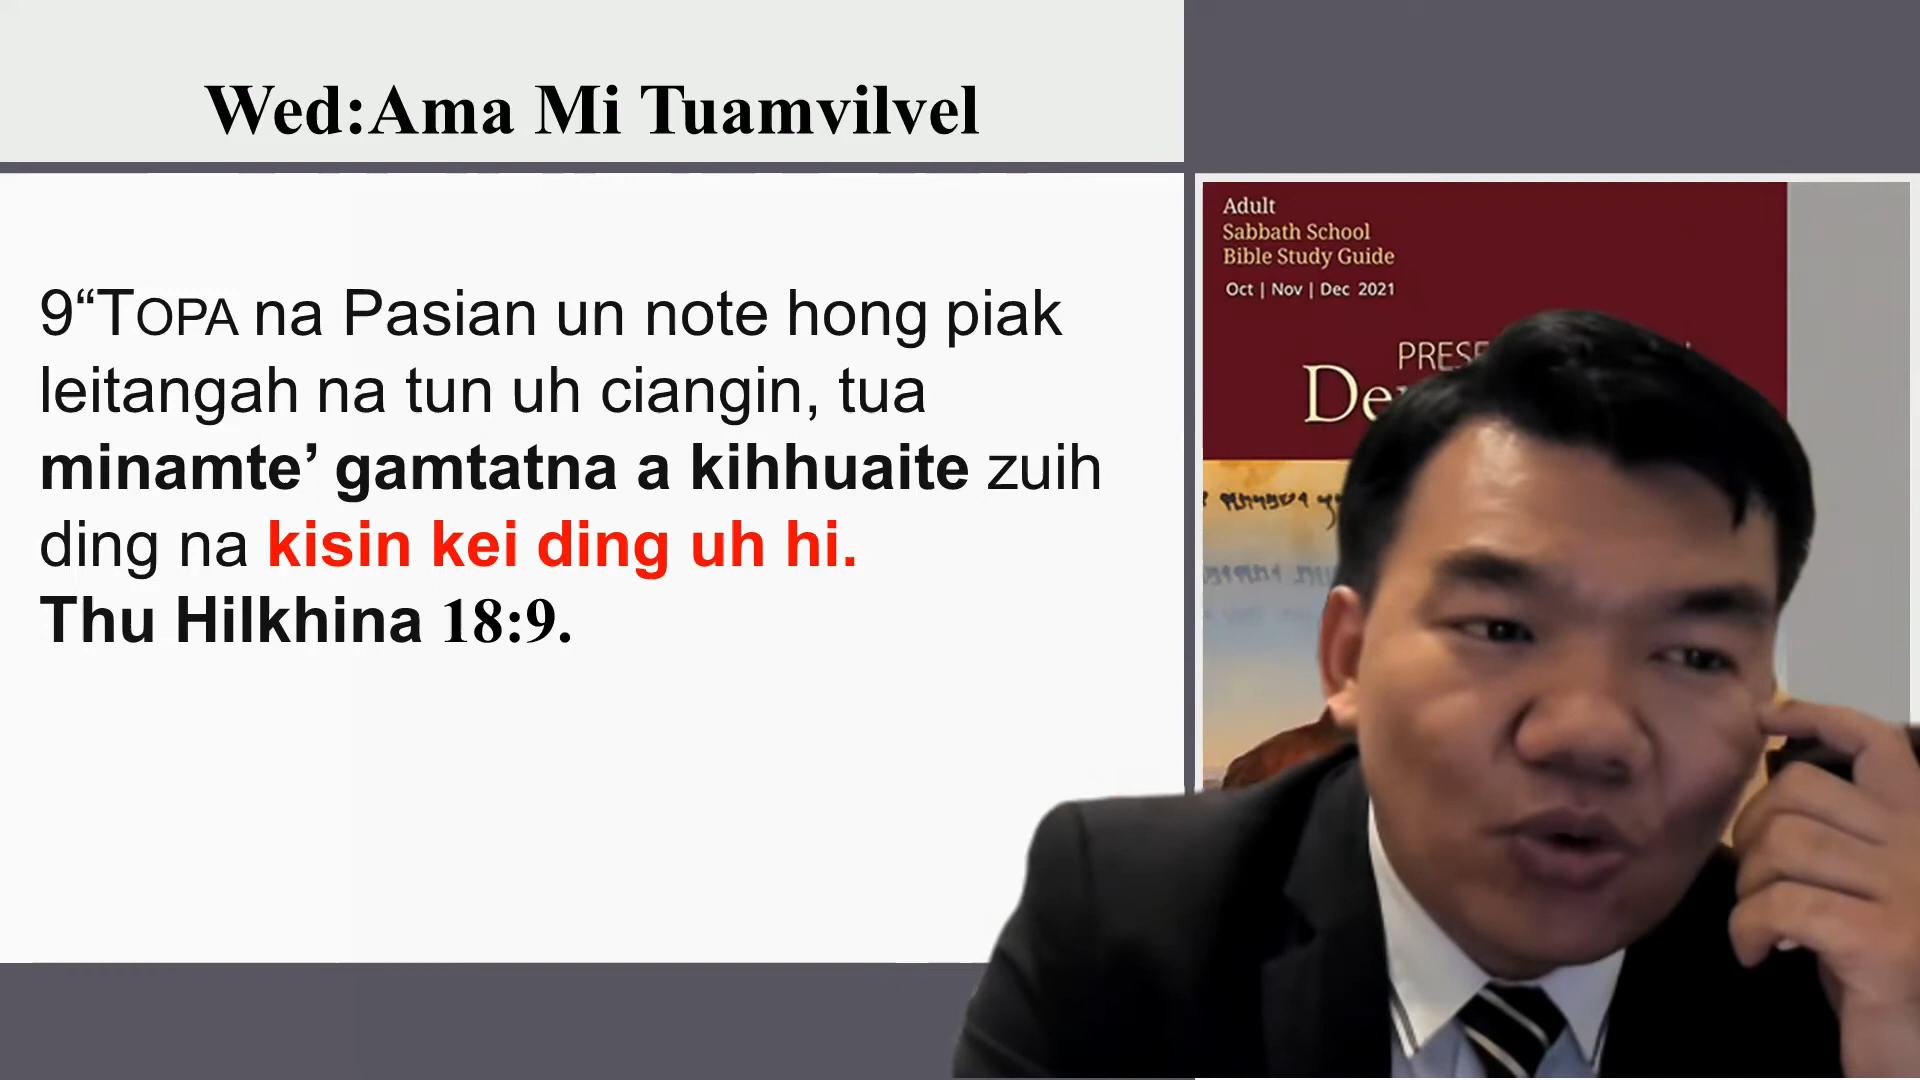 Wed:Ama Mi Tuamvilvel
9“TOPA na Pasian un note hong piak
leitangah na tun uh ciangin, tua
minamte’ gamtatna a kihhuaite zuih
ding na kisin kei ding uh hi.
Thu Hilkhina 18:9.
Adult
Sabbath School
Bible Study Guide
Oct | Nov | Dec 2021